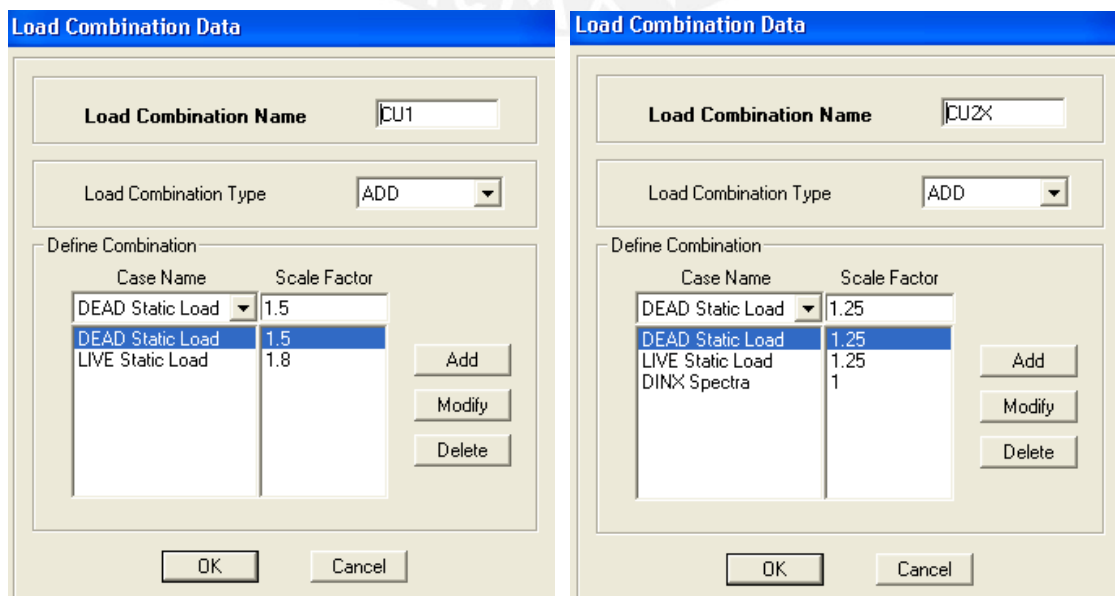 Load Combination Data
Load Combination Name CU1
Load Combination Type ADD
Define Combination
Case Name Scale Factor
DEAD Static Load 1.5
DEAD Static Load 1.5
LIVE Static Load 1.8
Add
Modify
Delete
OK Cancel
Load Combination Data
Load Combination Name CU2X
Load Combination Type ADD
Define Combination
Case Name Scale Factor
DEAD Static Load 1.25
DEAD Static Load 1.25
LIVE Static Load 1.25
DINX Spectra 1
Add
Modify
Delete
OK Cancel